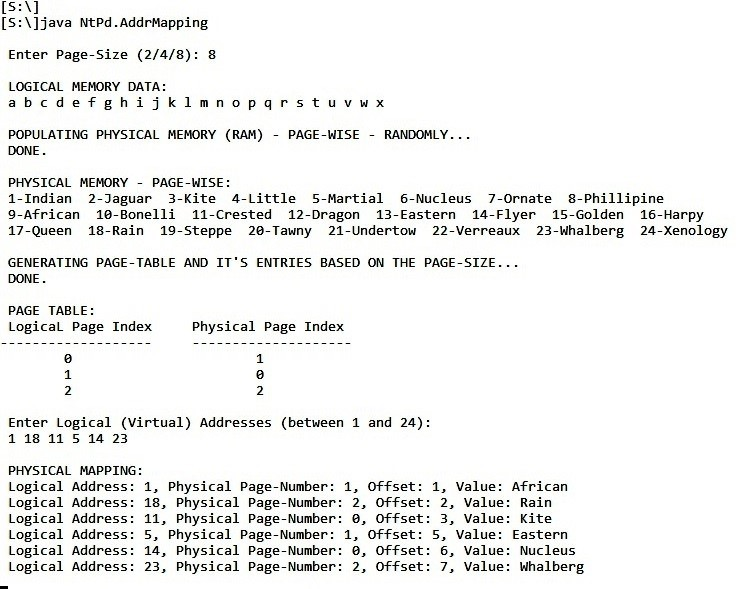 [S:\]
[S:\]java NtPd.AddrMapping
Enter Page-Size (2/4/8): 8
LOGICAL MEMORY DATA:
a b c d e f g h i j k l m n o p q r s t u v w x
POPULATING PHYSICAL MEMORY (RAM) - PAGE-WISE - RANDOMLY...
DONE.
PHYSICAL MEMORY - PAGE-WISE:
1-Indian 2-Jaguar 3-Kite 4-Little 5-Martial 6-Nucleus 7-Ornate 8-Phillipine
9-African 10-Bonelli 11-Crested 12-Dragon 13-Eastern 14-Flyer 15-Golden 16-Harpy
17-Queen 18-Rain 19-Steppe 20-Tawny 21-Undertow 22-Verreaux 23-Whalberg 24-Xenology
GENERATING PAGE-TABLE AND IT'S ENTRIES BASED ON THE PAGE-SIZE...
DONE.
PAGE TABLE:
LogicaL Page Index Physical Page Index
------------------- --------------------
0 1
1 0
2 2
Enter Logical (Virtual) Addresses (between 1 and 24):
1 18 11 5 14 23
PHYSICAL MAPPING:
Logical Address: 1, Physical Page-Number: 1, Offset: 1, Value: African
Logical Address: 18, Physical Page-Number: 2, Offset: 2, Value: Rain
Logical Address: 11, Physical Page-Number: 0, Offset: 3, Value: Kite
Logical Address: 5, Physical Page-Number: 1, Offset: 5, Value: Eastern
Logical Address: 14, Physical Page-Number: 0, Offset: 6, Value: Nucleus
Logical Address: 23, Physical Page-Number: 2, Offset: 7, Value: Whalberg